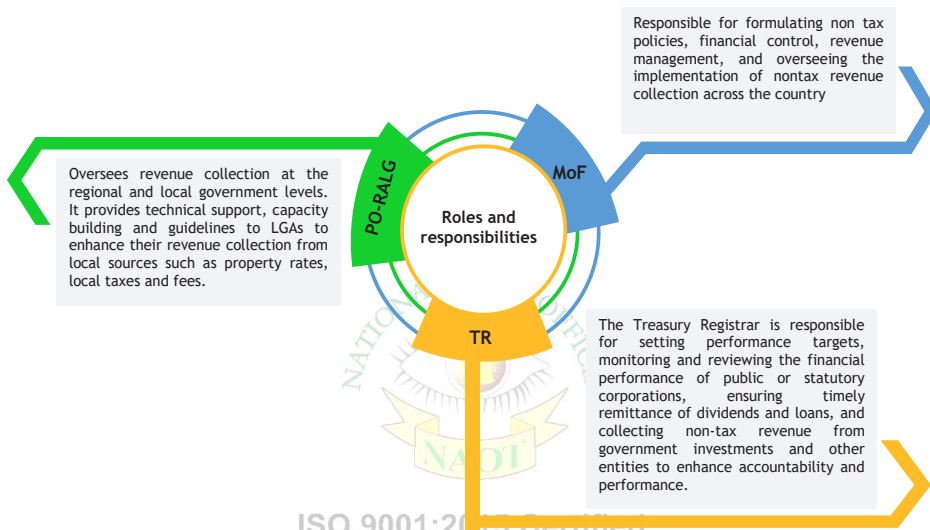 Responsible for formulating non tax
policies, financial control, revenue
management, and overseeing the
implementation of nontax revenue
collection across the country
MoF
PO-RALG
Oversees revenue collection at the
regional and local government levels.
It provides technical support, capacity
building and guidelines to LGAs to
enhance their revenue collection from
local sources such as property rates,
local taxes and fees.
Roles and
responsibilities
TR
The Treasury Registrar is responsible
for setting performance targets,
monitoring and reviewing the financial
performance of public or statutory
corporations, ensuring timely
remittance of dividends and loans, and
collecting non-tax revenue from
government investments and other
entities to enhance accountability and
performance.
NAOT